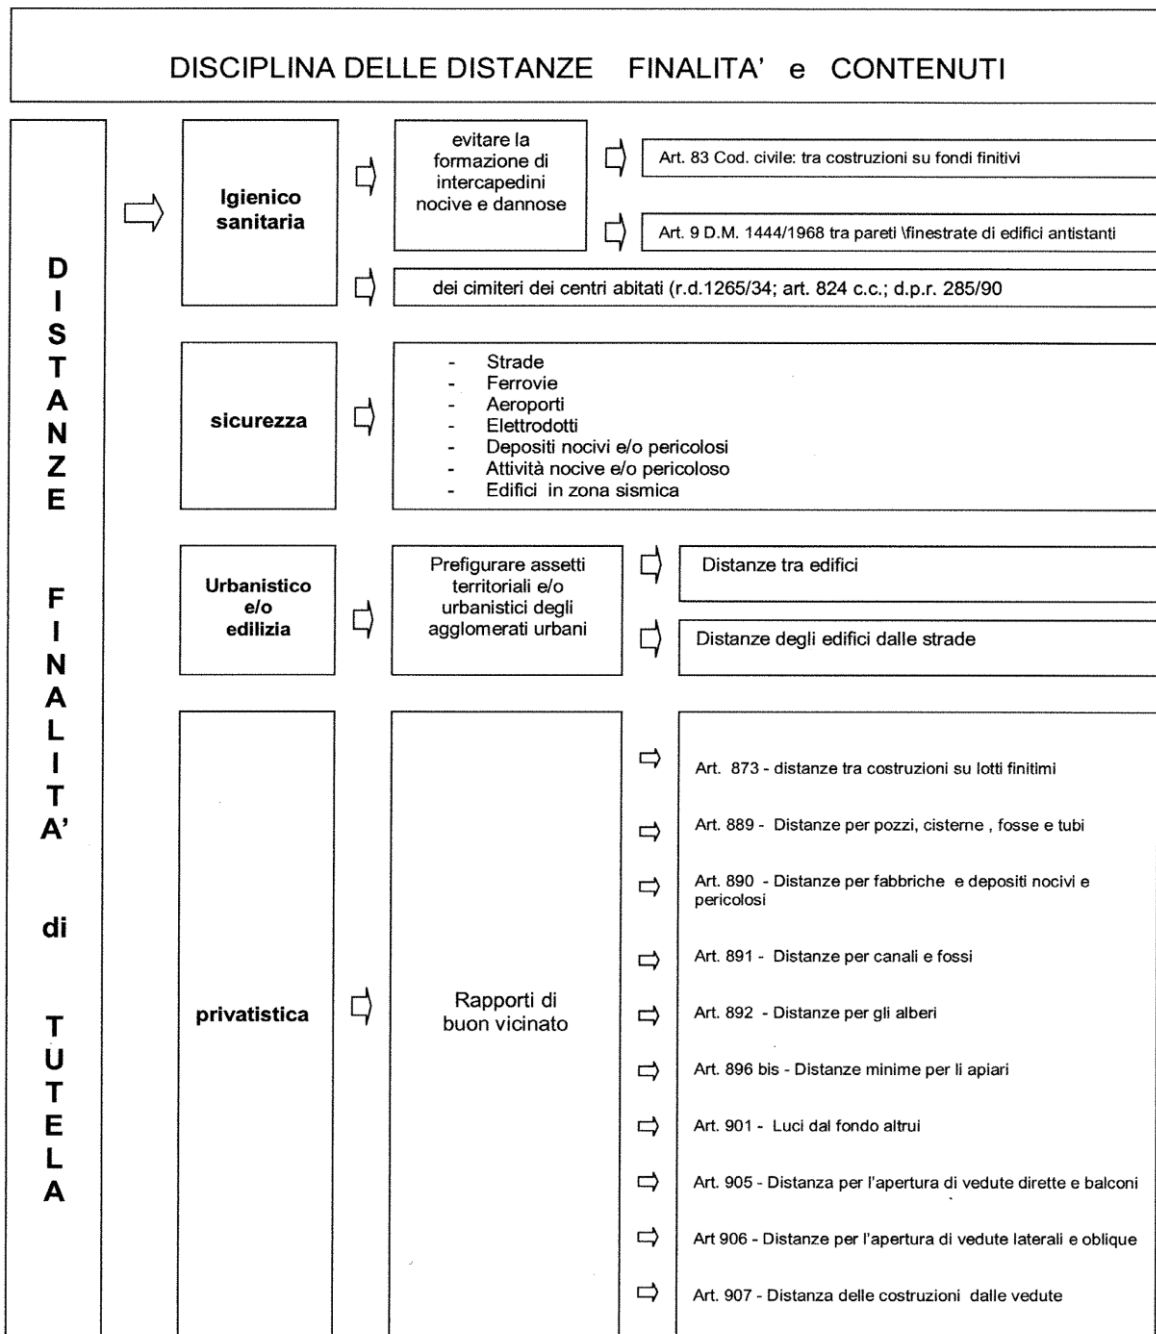 DISCIPLINA DELLE DISTANZE FINALITA' e CONTENUTI
DISTANZE FINALITA' di TUTELA
Igienico
sanitaria
evitare la
formazione di
intercapedini
nocive e dannose
Art. 83 Cod. civile: tra costruzioni su fondi finitivi
Art. 9 D.M. 1444/1968 tra pareti \finestrate di edifici antistanti
dei cimiteri dei centri abitati (r.d.1265/34; art. 824 c.c.; d.p.r. 285/90
sicurezza
- Strade
- Ferrovie
- Aeroporti
- Elettrodotti
- Depositi nocivi e/o pericolosi
- Attività nocive e/o pericoloso
- Edifici in zona sismica
Urbanistico
e/o
edilizia
Prefigurare assetti
territoriali e/o
urbanistici degli
agglomerati urbani
Distanze tra edifici
Distanze degli edifici dalle strade
privatistica
Rapporti di
buon vicinato
Art. 873 - distanze tra costruzioni su lotti finitimi
Art. 889 - Distanze per pozzi, cisterne , fosse e tubi
Art. 890 - Distanze per fabbriche e depositi nocivi e
pericolosi
Art. 891 - Distanze per canali e fossi
Art. 892 - Distanze per gli alberi
Art. 896 bis - Distanze minime per li apiari
Art. 901 - Luci dal fondo altrui
Art. 905 - Distanza per l'apertura di vedute dirette e balconi
Art 906 - Distanze per l'apertura di vedute laterali e oblique
Art. 907 - Distanza delle costruzioni dalle vedute